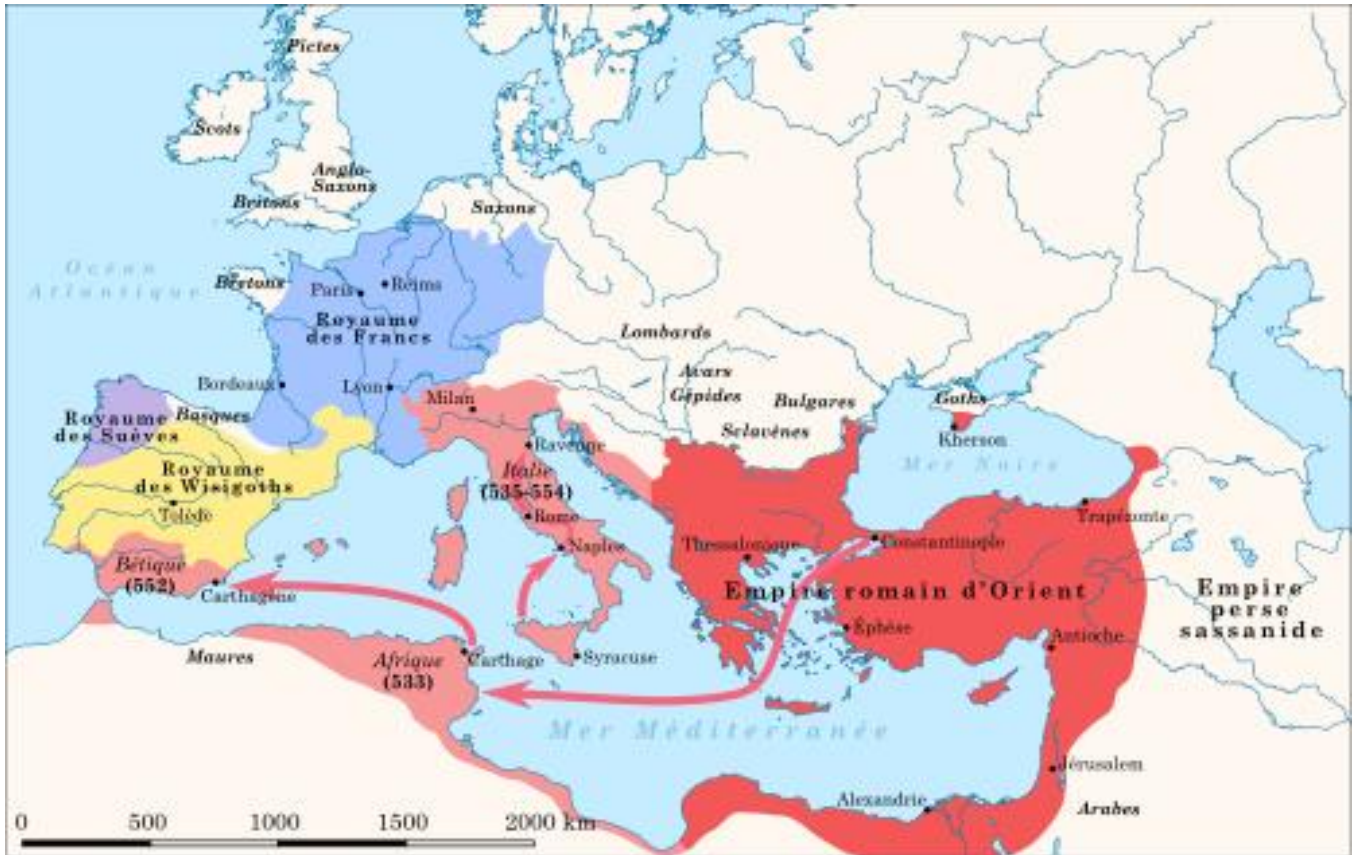 Pictes
Scots
Anglo-
Saxons
Britons
Saxons
Océan
Atlantique
Bretons
Paris
Reims
Royaume
des Francs
Lombards
Bordeaux
Lyon
Avars
Gépides
Milan
Bulgares
Goths
Royaume
des Suèves
Basques
Sclavènes
Kherson
Ravenne
Mer Noire
Royaume
des Wisigoths
Italie
(535-554)
Tolède
Rome
Trapézonte
Naples
Thessalonique
Constantinople
Bétique
(552)
Carthagène
Empire romain d'Orient
Empire
perse
sassanide
Éphèse
Antioche
Maures
Afrique
(533)
Carthage
Syracuse
Mer Méditerranée
Jérusalem
Alexandrie
Arabes
0 500 1000 1500 2000 km